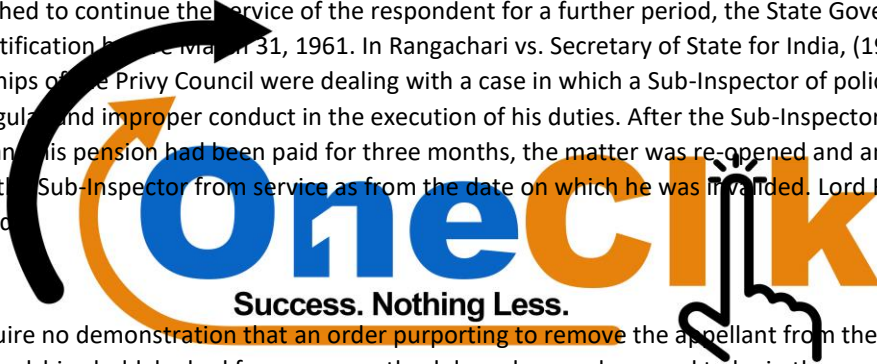 hed to continue the service of the respondent for a further period, the State Gove
tification March 31, 1961. In Rangachari vs. Secretary of State for India, (19
hips of the Privy Council were dealing with a case in which a Sub-Inspector of polic
gular and improper conduct in the execution of his duties. After the Sub-Inspector
an his pension had been paid for three months, the matter was re-opened and an
th Sub-Inspector from service as from the date on which he was invalided. Lord
OneClik
Success. Nothing Less.
uire no demonstration that an order purporting to remove the appellant from the